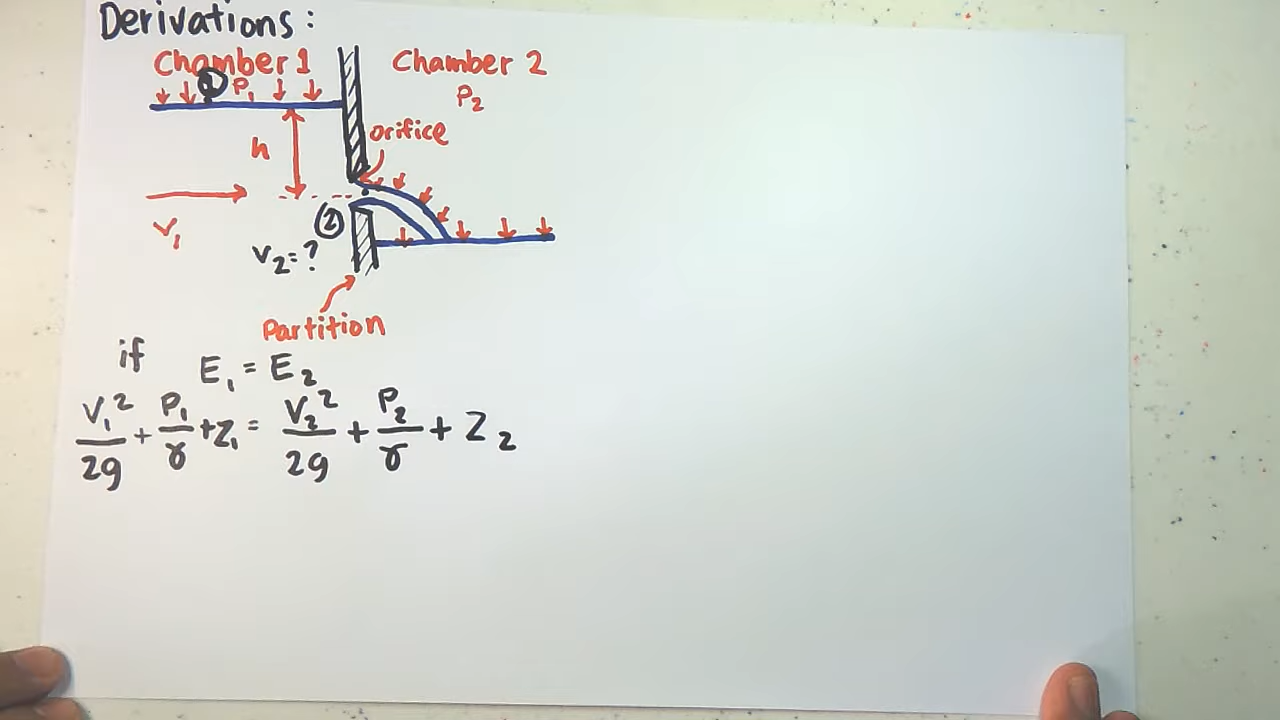 Derivations:
Chamber 1 Chamber 2
① P₁ P₂
orifice
h
V₁
②
V₂=?
Partition
if E₁ = E₂
V₁²/2g + P₁/γ + Z₁ = V₂²/2g + P₂/γ + Z₂